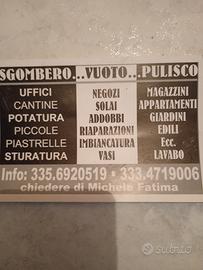 SGOMBERO...VUOTO....PULISCO
UFFICI NEGOZI MAGAZZINI
CANTINE SOLAI APPARTAMENTI
POTATURA ADDOBBI GIARDINI
PICCOLE RIAPARAZIONI EDILI
PIASTRELLE IMBIANCATURA Ecc.
STURATURA VASI LAVABO
Info: 335.6920519 • 333.4719006
chiedere di Michele Fatima
subito